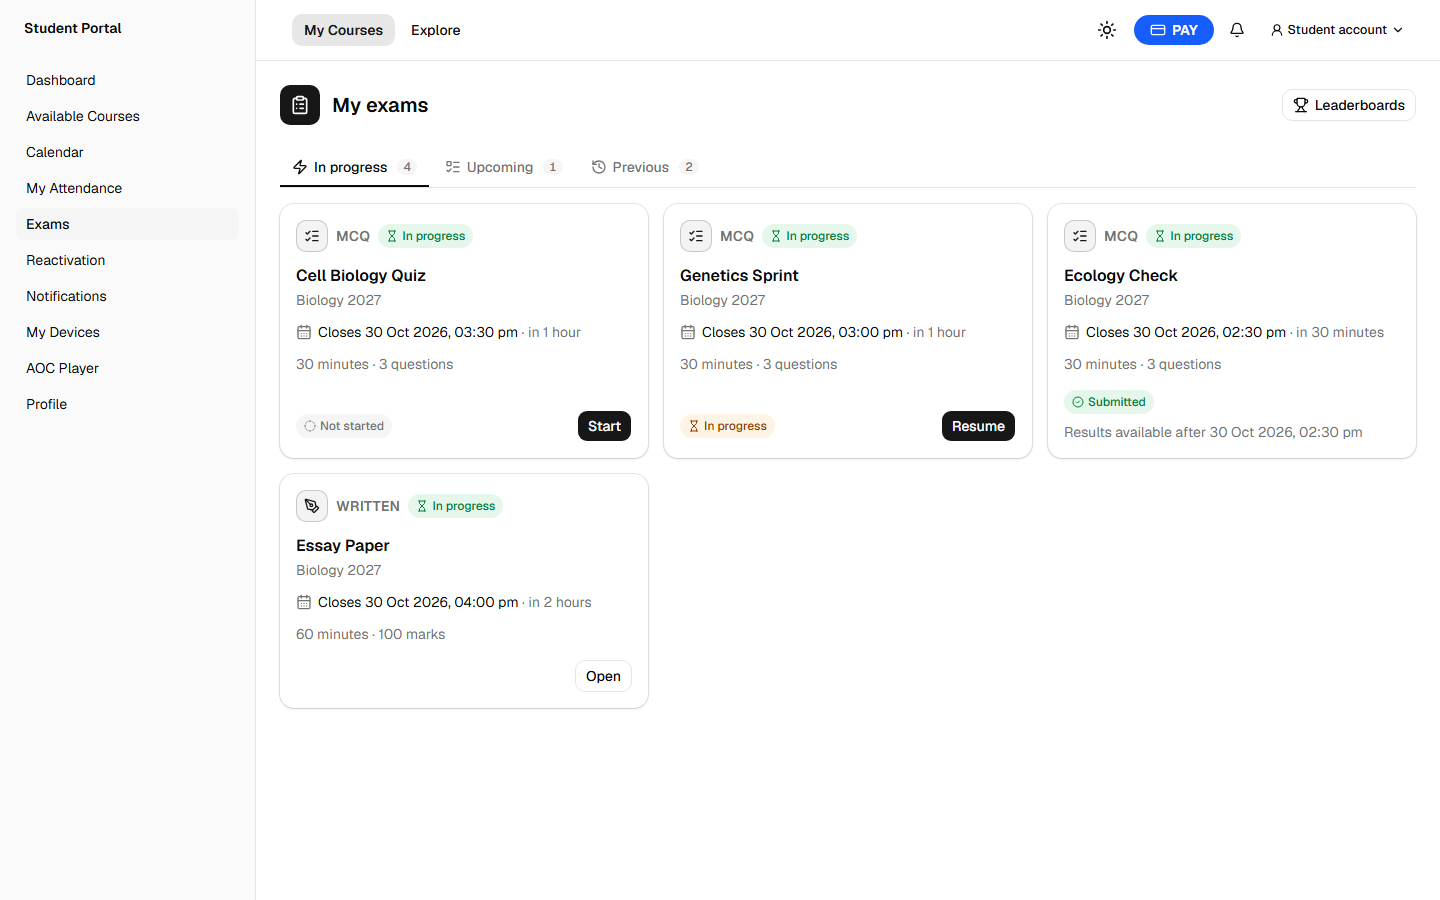 Student Portal
My Courses
Explore
PAY
Student account
Dashboard
Available Courses
Calendar
My Attendance
Exams
Reactivation
Notifications
My Devices
AOC Player
Profile
My exams
Leaderboards
In progress 4
Upcoming 1
Previous 2
MCQ In progress
Cell Biology Quiz
Biology 2027
Closes 30 Oct 2026, 03:30 pm · in 1 hour
30 minutes · 3 questions
Not started
Start
MCQ In progress
Genetics Sprint
Biology 2027
Closes 30 Oct 2026, 03:00 pm · in 1 hour
30 minutes · 3 questions
In progress
Resume
MCQ In progress
Ecology Check
Biology 2027
Closes 30 Oct 2026, 02:30 pm · in 30 minutes
30 minutes · 3 questions
Submitted
Results available after 30 Oct 2026, 02:30 pm
WRITTEN In progress
Essay Paper
Biology 2027
Closes 30 Oct 2026, 04:00 pm · in 2 hours
60 minutes · 100 marks
Open